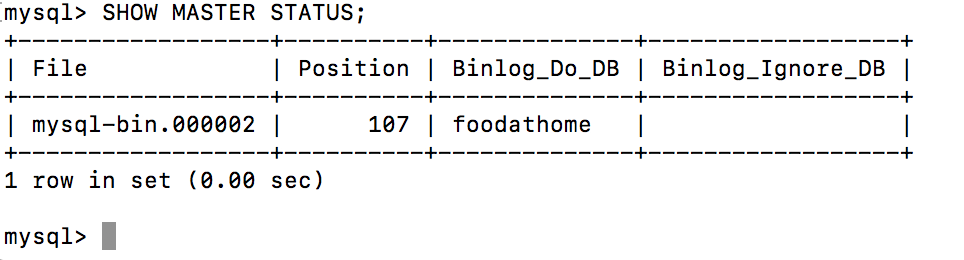 mysql> SHOW MASTER STATUS;
+------------------+----------+--------------+------------------+
| File             | Position | Binlog_Do_DB | Binlog_Ignore_DB |
+------------------+----------+--------------+------------------+
| mysql-bin.000002 |      107 | foodathome   |                  |
+------------------+----------+--------------+------------------+
1 row in set (0.00 sec)
mysql>